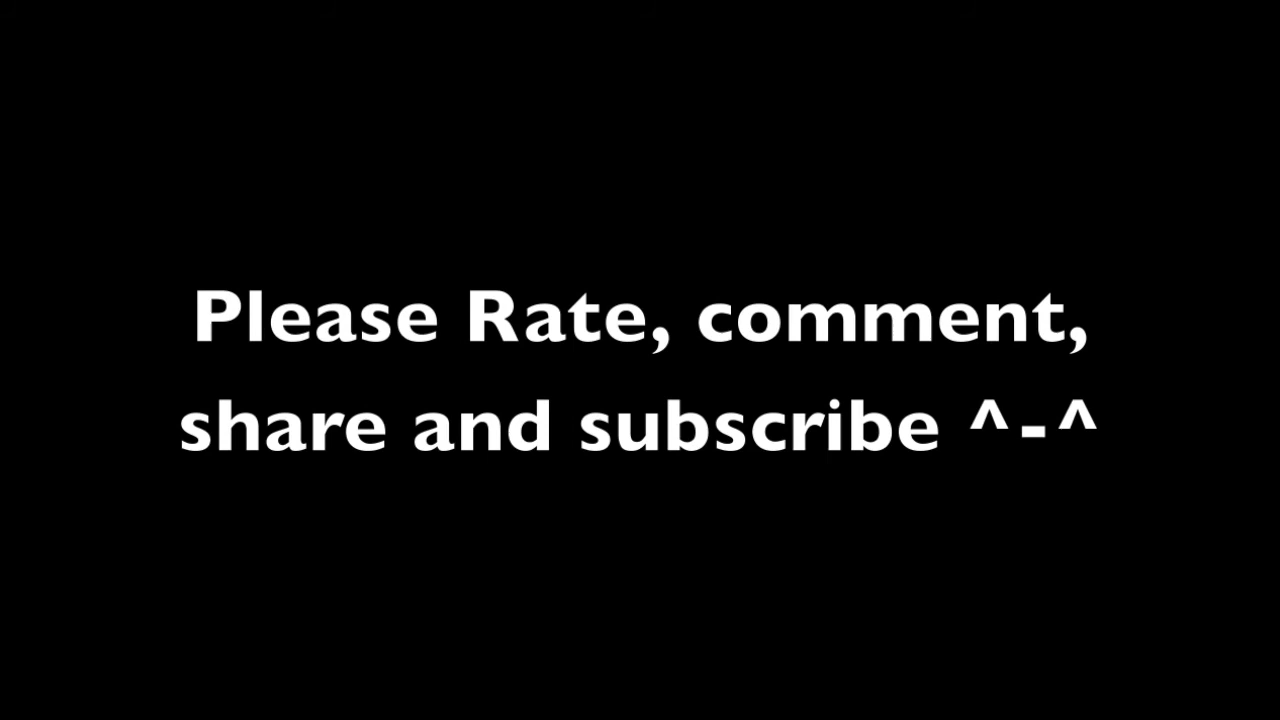 Please Rate, comment,
share and subscribe ^-^